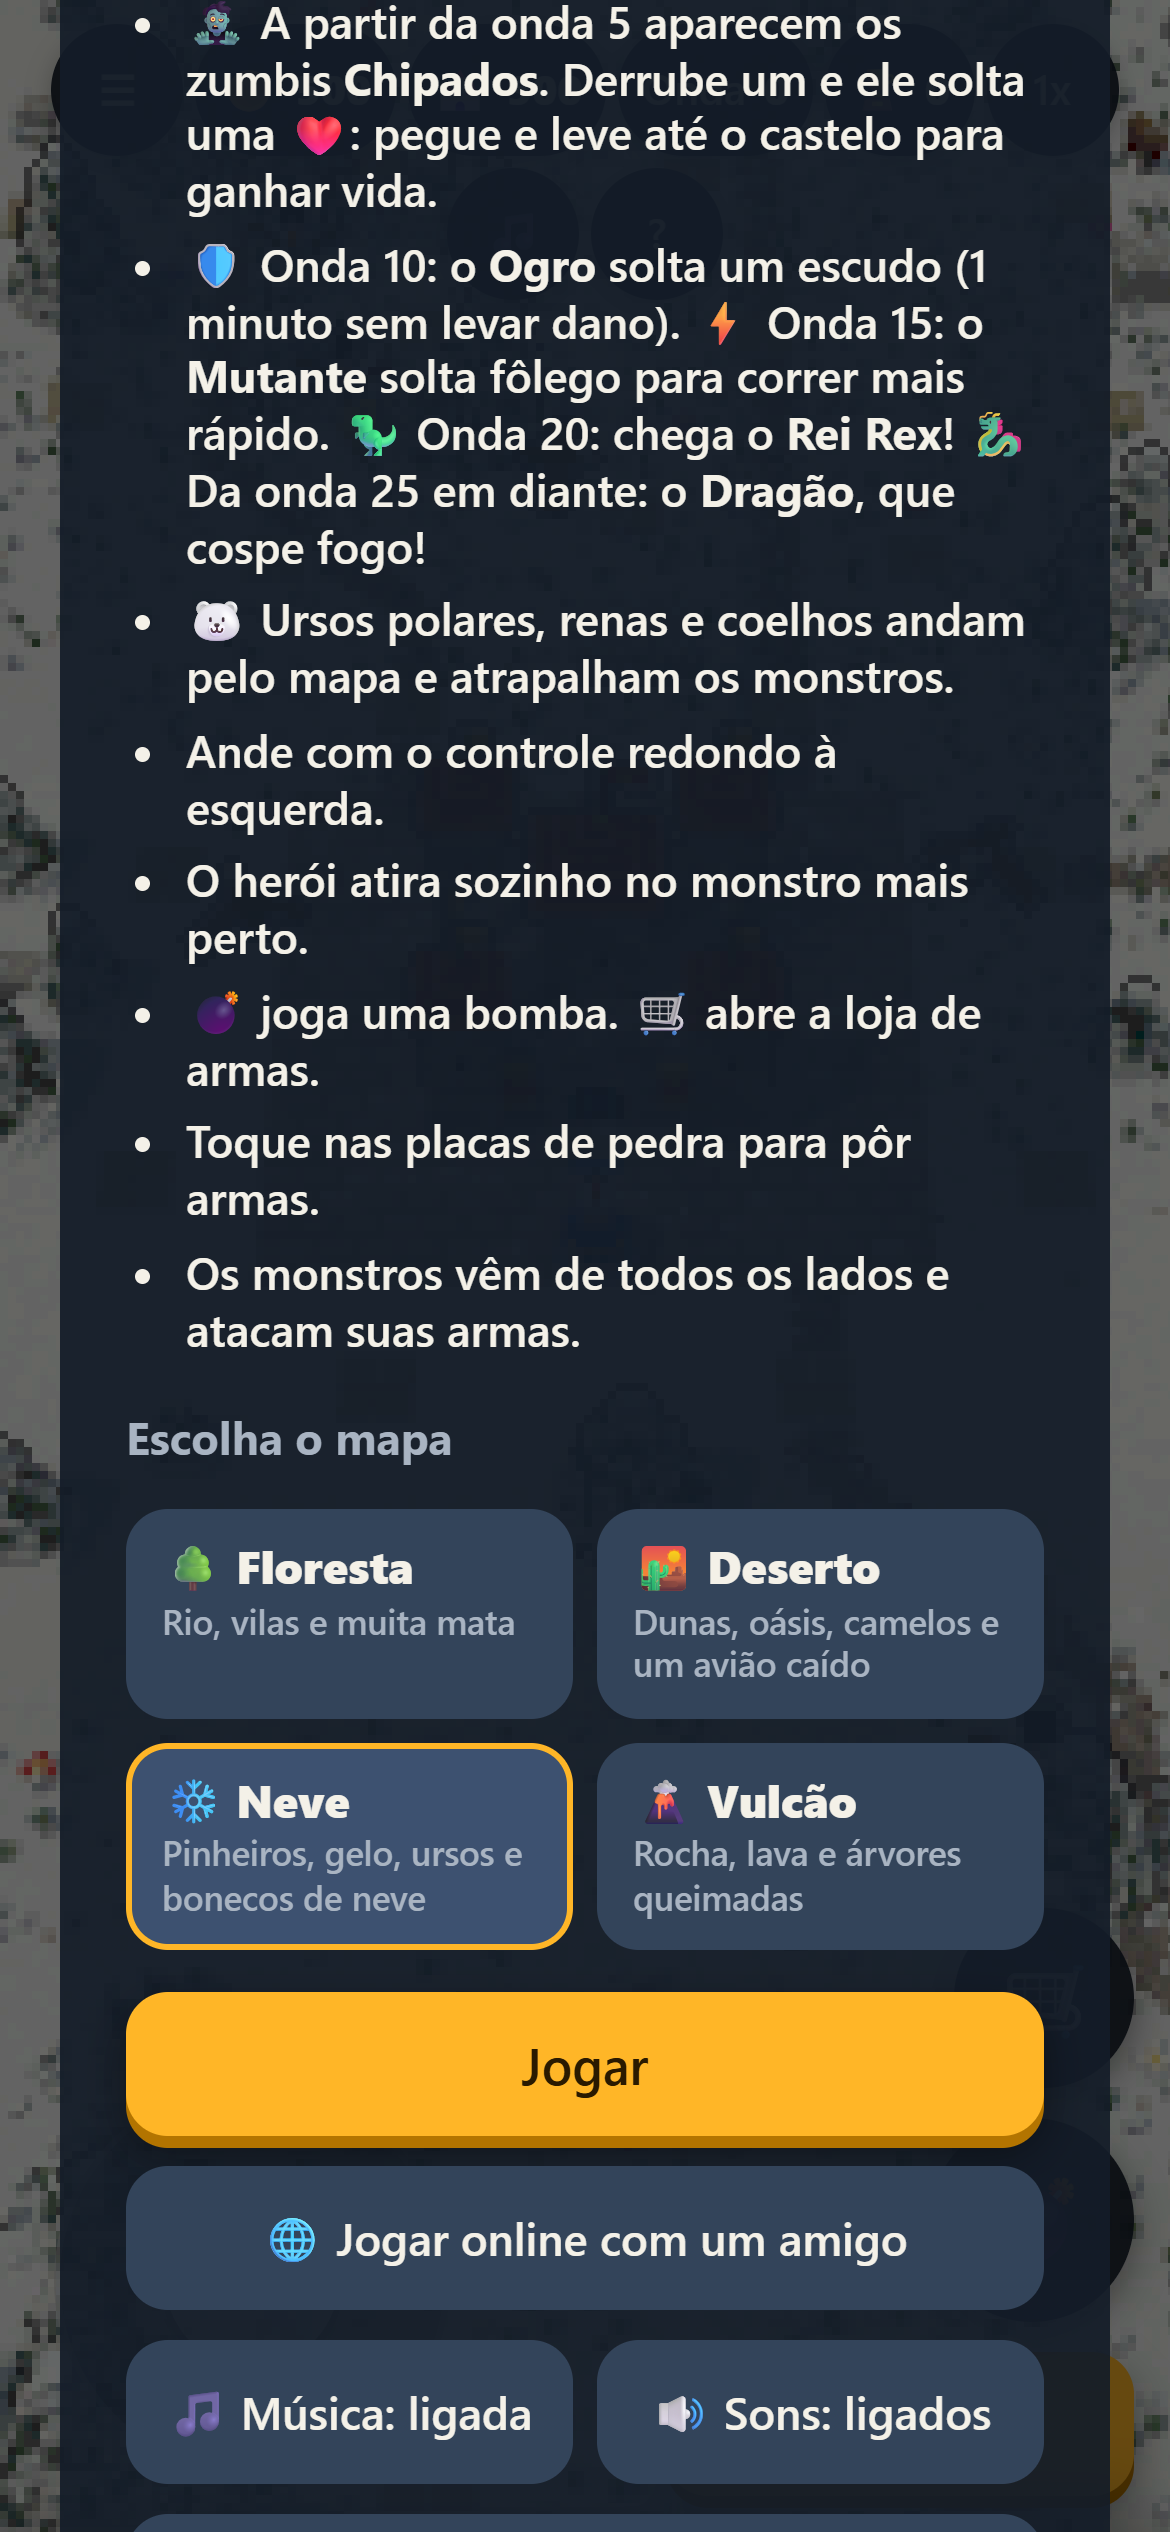 🧟 A partir da onda 5 aparecem os
zumbis Chipados. Derrube um e ele solta
uma ❤️: pegue e leve até o castelo para
ganhar vida.
🛡️ Onda 10: o Ogro solta um escudo (1
minuto sem levar dano). ⚡ Onda 15: o
Mutante solta fôlego para correr mais
rápido. 🦖 Onda 20: chega o Rei Rex! 🐉
Da onda 25 em diante: o Dragão, que
cospe fogo!
🐻‍❄️ Ursos polares, renas e coelhos andam
pelo mapa e atrapalham os monstros.
Ande com o controle redondo à
esquerda.
O herói atira sozinho no monstro mais
perto.
💣 joga uma bomba. 🛒 abre a loja de
armas.
Toque nas placas de pedra para pôr
armas.
Os monstros vêm de todos os lados e
atacam suas armas.
Escolha o mapa
🌳 Floresta
Rio, vilas e muita mata
🏜️ Deserto
Dunas, oásis, camelos e
um avião caído
❄️ Neve
Pinheiros, gelo, ursos e
bonecos de neve
🌋 Vulcão
Rocha, lava e árvores
queimadas
Jogar
🌐 Jogar online com um amigo
🎵 Música: ligada
🔊 Sons: ligados
1x
?